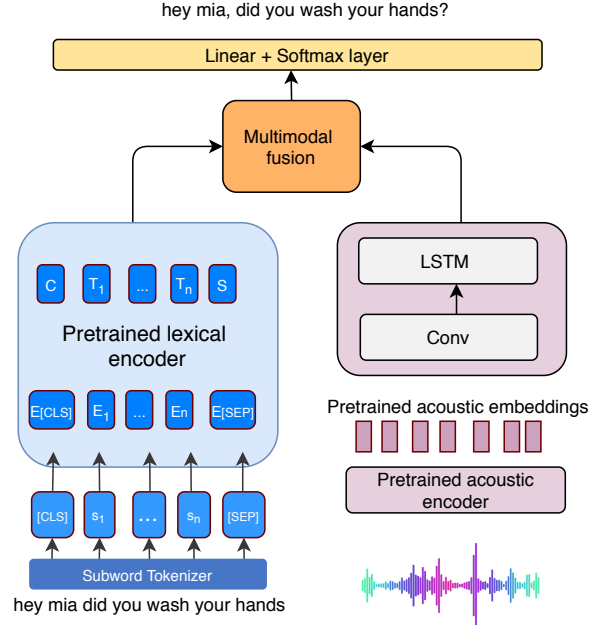 hey mia, did you wash your hands?
Linear + Softmax layer
Multimodal
fusion
C T1 ... Tn S
Pretrained lexical
encoder
E[CLS] E1 ... En E[SEP]
[CLS] s1 ... sn [SEP]
Subword Tokenizer
hey mia did you wash your hands
LSTM
Conv
Pretrained acoustic embeddings
Pretrained acoustic
encoder